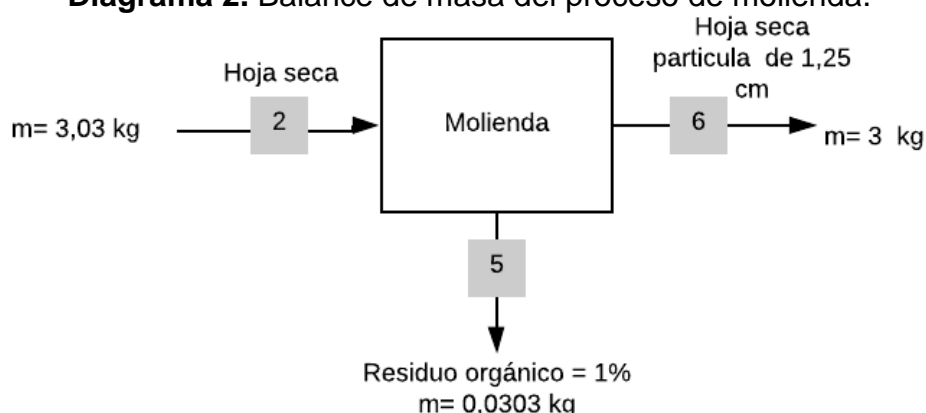 Diagrama 2. Balance de masa del proceso de molienda.
Hoja seca
particula de 1,25
cm
Hoja seca
m= 3,03 kg
2
Molienda
6
m= 3 kg
5
Residuo orgánico = 1%
m= 0,0303 kg